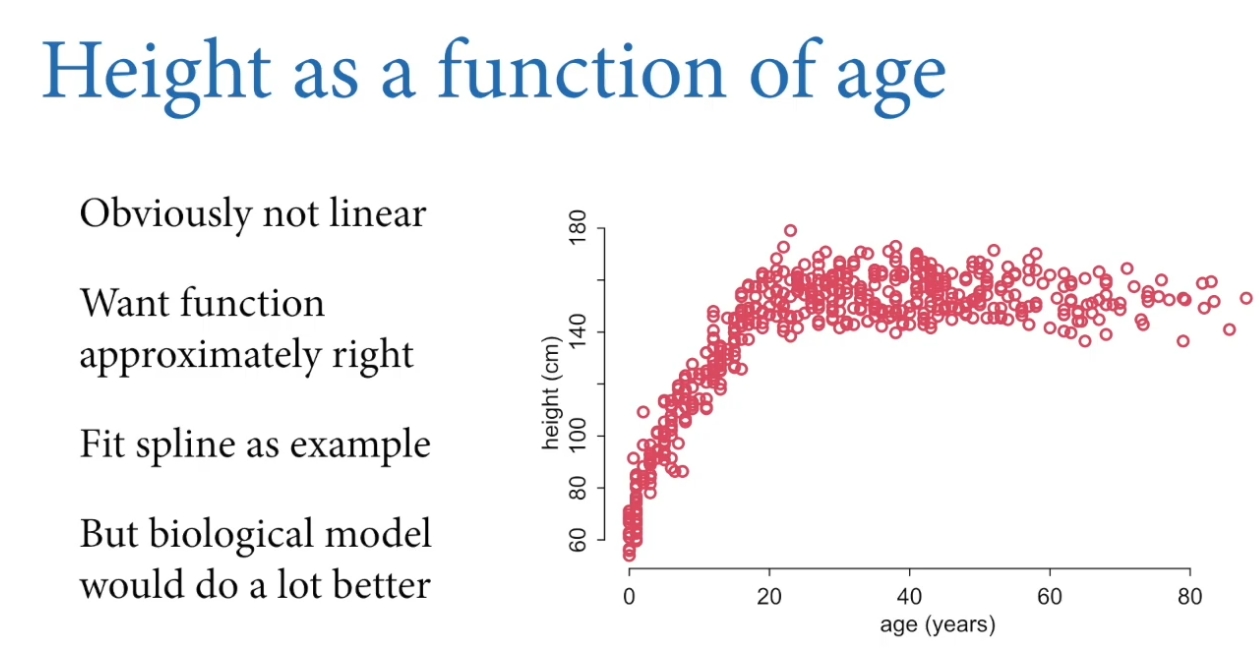 Height as a function of age
Obviously not linear
Want function
approximately right
Fit spline as example
But biological model
would do a lot better
height (cm)
180
140
100
80
60
0 20 40 60 80
age (years)